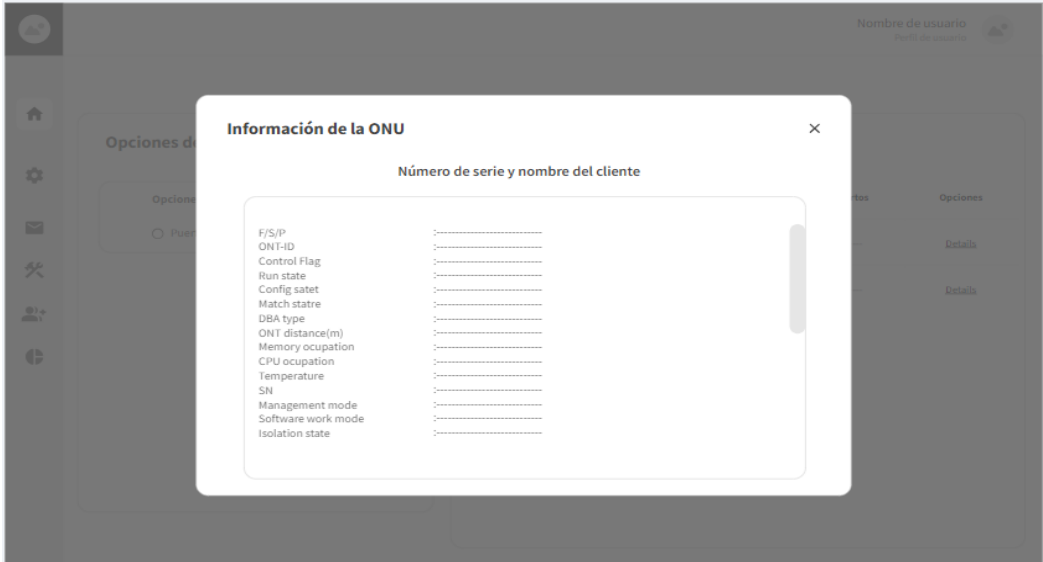 Nombre de usuario
Perfil de usuario
Información de la ONU
Opciones de
Número de serie y nombre del cliente
Opcione
rtos
Opciones
Puer
Details
Details
F/S/P :----------------------------
ONT-ID :----------------------------
Control Flag :----------------------------
Run state :----------------------------
Config satet :----------------------------
Match statre :----------------------------
DBA type :----------------------------
ONT distance(m) :----------------------------
Memory ocupation :----------------------------
CPU ocupation :----------------------------
Temperature :----------------------------
SN :----------------------------
Management mode :----------------------------
Software work mode :----------------------------
Isolation state :----------------------------